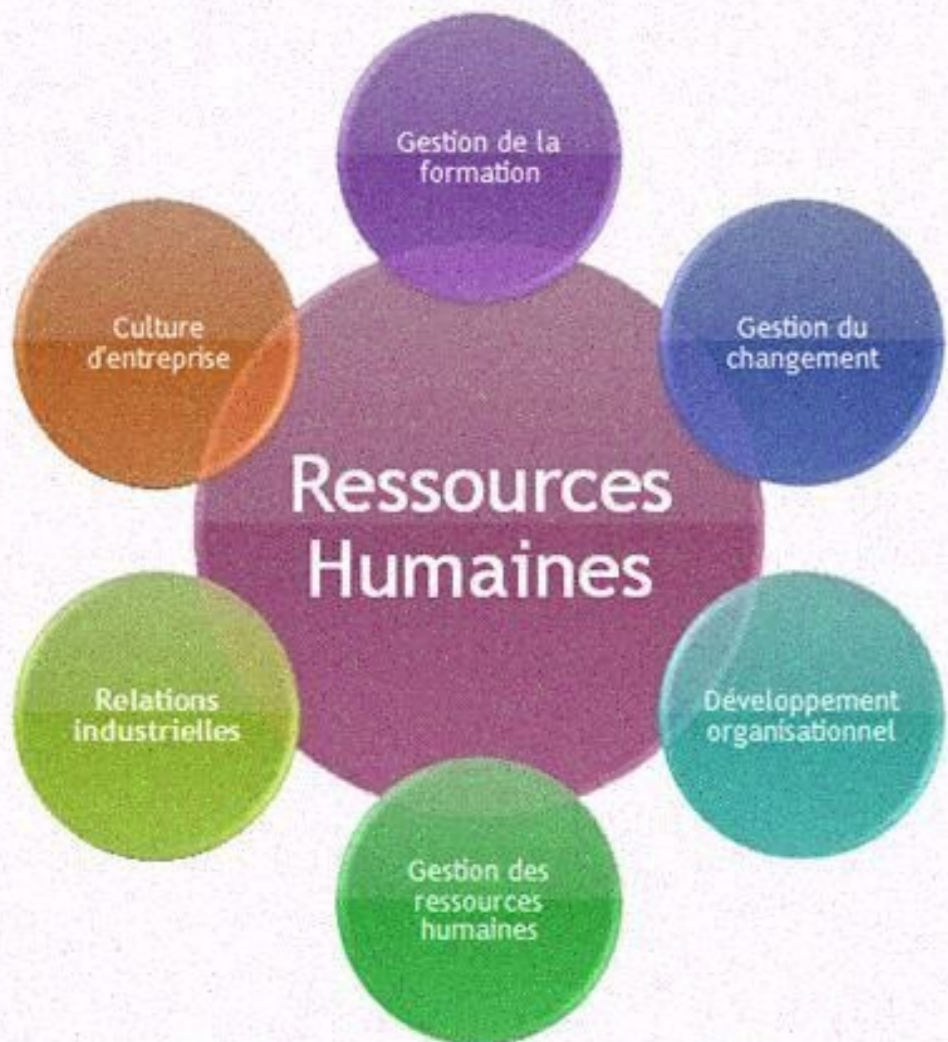 Gestion de la
formation
Gestion du
changement
Développement
organisationnel
Gestion des
ressources
humaines
Relations
industrielles
Culture
d'entreprise
Ressources
Humaines